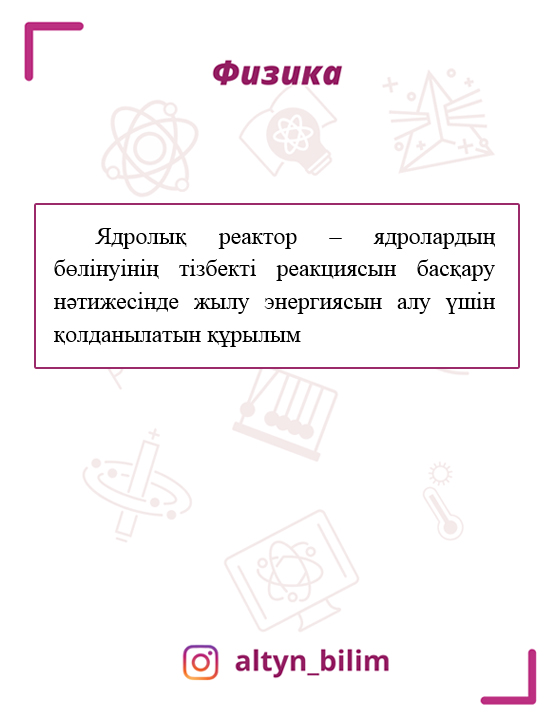 Физика
Ядролық реактор – ядролардың
бөлінуінің тізбекті реакциясын басқару
нәтижесінде жылу энергиясын алу үшін
қолданылатын құрылым
altyn_bilim